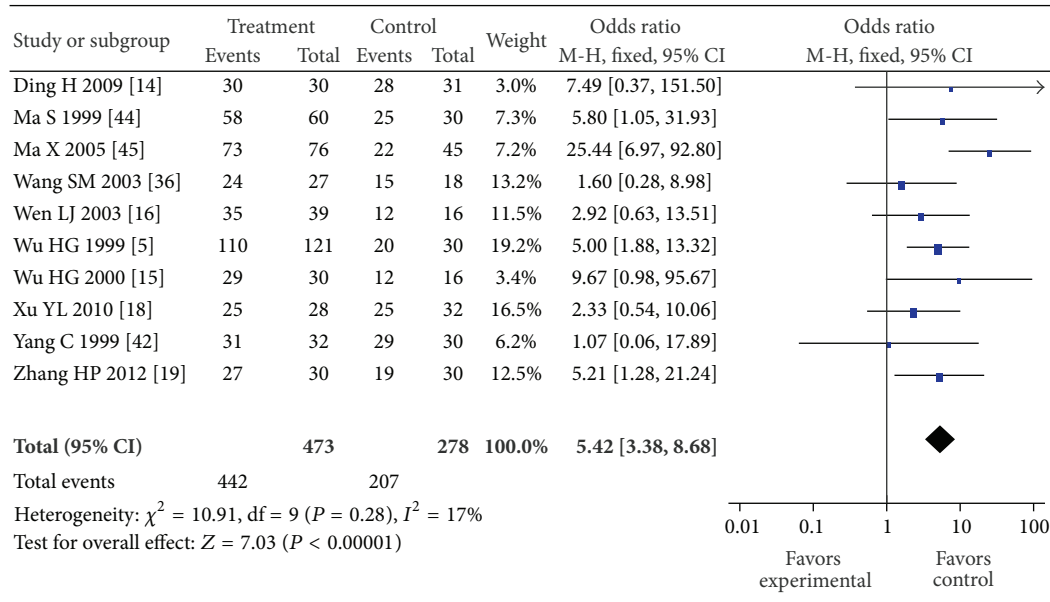 Study or subgroup Treatment Control Weight Odds ratio Odds ratio
Events Total Events Total M-H, fixed, 95% CI M-H, fixed, 95% CI
Ding H 2009 [14] 30 30 28 31 3.0% 7.49 [0.37, 151.50]
Ma S 1999 [44] 58 60 25 30 7.3% 5.80 [1.05, 31.93]
Ma X 2005 [45] 73 76 22 45 7.2% 25.44 [6.97, 92.80]
Wang SM 2003 [36] 24 27 15 18 13.2% 1.60 [0.28, 8.98]
Wen LJ 2003 [16] 35 39 12 16 11.5% 2.92 [0.63, 13.51]
Wu HG 1999 [5] 110 121 20 30 19.2% 5.00 [1.88, 13.32]
Wu HG 2000 [15] 29 30 12 16 3.4% 9.67 [0.98, 95.67]
Xu YL 2010 [18] 25 28 25 32 16.5% 2.33 [0.54, 10.06]
Yang C 1999 [42] 31 32 29 30 6.2% 1.07 [0.06, 17.89]
Zhang HP 2012 [19] 27 30 19 30 12.5% 5.21 [1.28, 21.24]
Total (95% CI) 473 278 100.0% 5.42 [3.38, 8.68]
Total events 442 207
Heterogeneity: χ² = 10.91, df = 9 (P = 0.28), I² = 17%
Test for overall effect: Z = 7.03 (P < 0.00001)
0.01 0.1 1 10 100
Favors experimental
Favors control